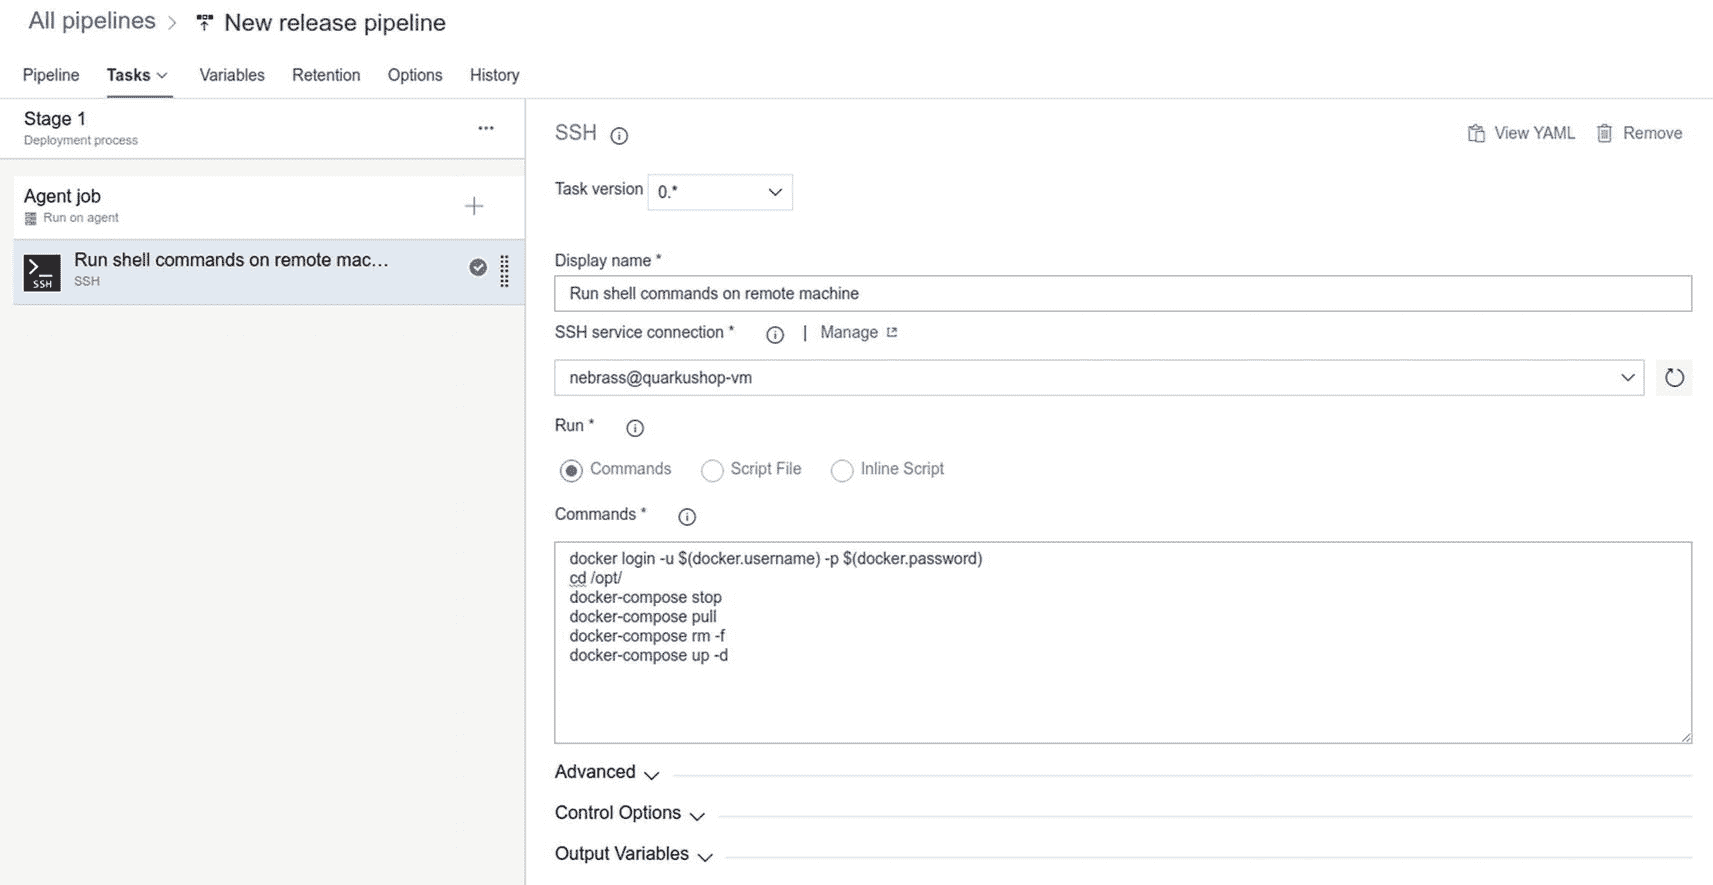 All pipelines > New release pipeline
Pipeline Tasks Variables Retention Options History
Stage 1
Deployment process
Agent job
Run on agent
Run shell commands on remote mac...
SSH
SSH
SSH
View YAML Remove
Task version 0.*
Display name *
Run shell commands on remote machine
SSH service connection * | Manage
nebrass@quarkushop-vm
Run *
Commands Script File Inline Script
Commands *
docker login -u $(docker.username) -p $(docker.password)
cd /opt/
docker-compose stop
docker-compose pull
docker-compose rm -f
docker-compose up -d
Advanced
Control Options
Output Variables